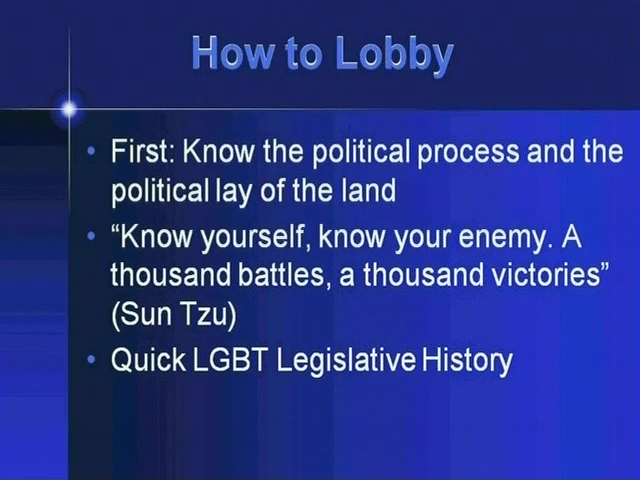 How to Lobby
• First: Know the political process and the
political lay of the land
• “Know yourself, know your enemy. A
thousand battles, a thousand victories”
(Sun Tzu)
• Quick LGBT Legislative History